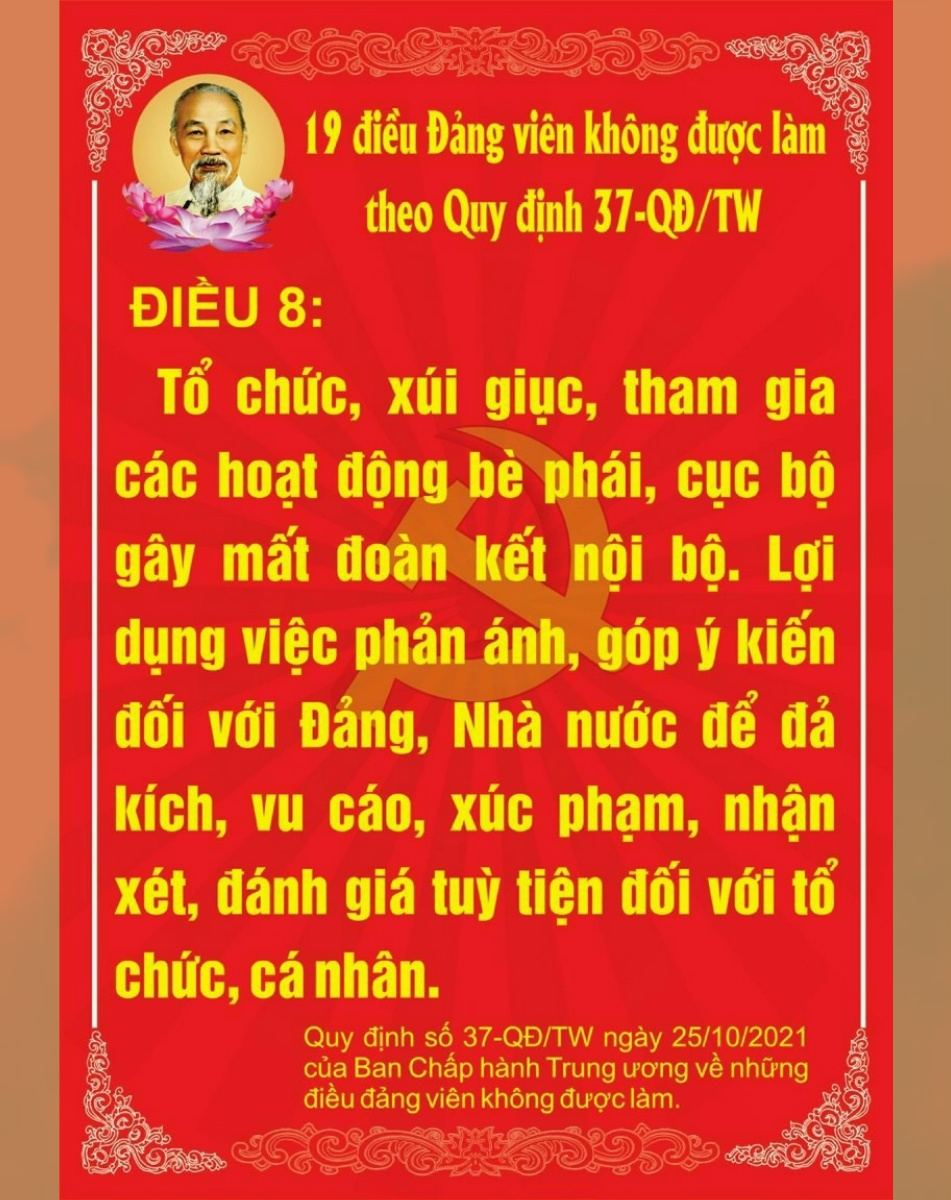 19 điều Đảng viên không được làm
theo Quy định 37-QĐ/TW
ĐIỀU 8:
Tổ chức, xúi giục, tham gia
các hoạt động bè phái, cục bộ
gây mất đoàn kết nội bộ. Lợi
dụng việc phản ánh, góp ý kiến
đối với Đảng, Nhà nước để đả
kích, vu cáo, xúc phạm, nhận
xét, đánh giá tuỳ tiện đối với tổ
chức, cá nhân.
Quy định số 37-QĐ/TW ngày 25/10/2021
của Ban Chấp hành Trung ương về những
điều đảng viên không được làm.